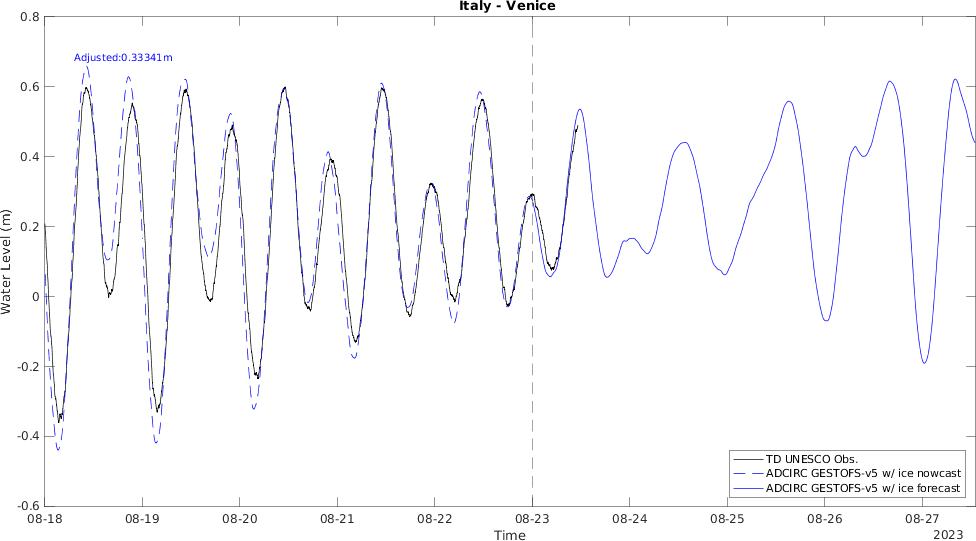 Italy - Venice
Adjusted:0.33341m
0.8
0.6
0.4
0.2
0
-0.2
-0.4
-0.6
Water Level (m)
08-18 08-19 08-20 08-21 08-22 08-23 08-24 08-25 08-26 08-27
Time
2023
TD UNESCO Obs.
ADCIRC GESTOFS-v5 w/ ice nowcast
ADCIRC GESTOFS-v5 w/ ice forecast